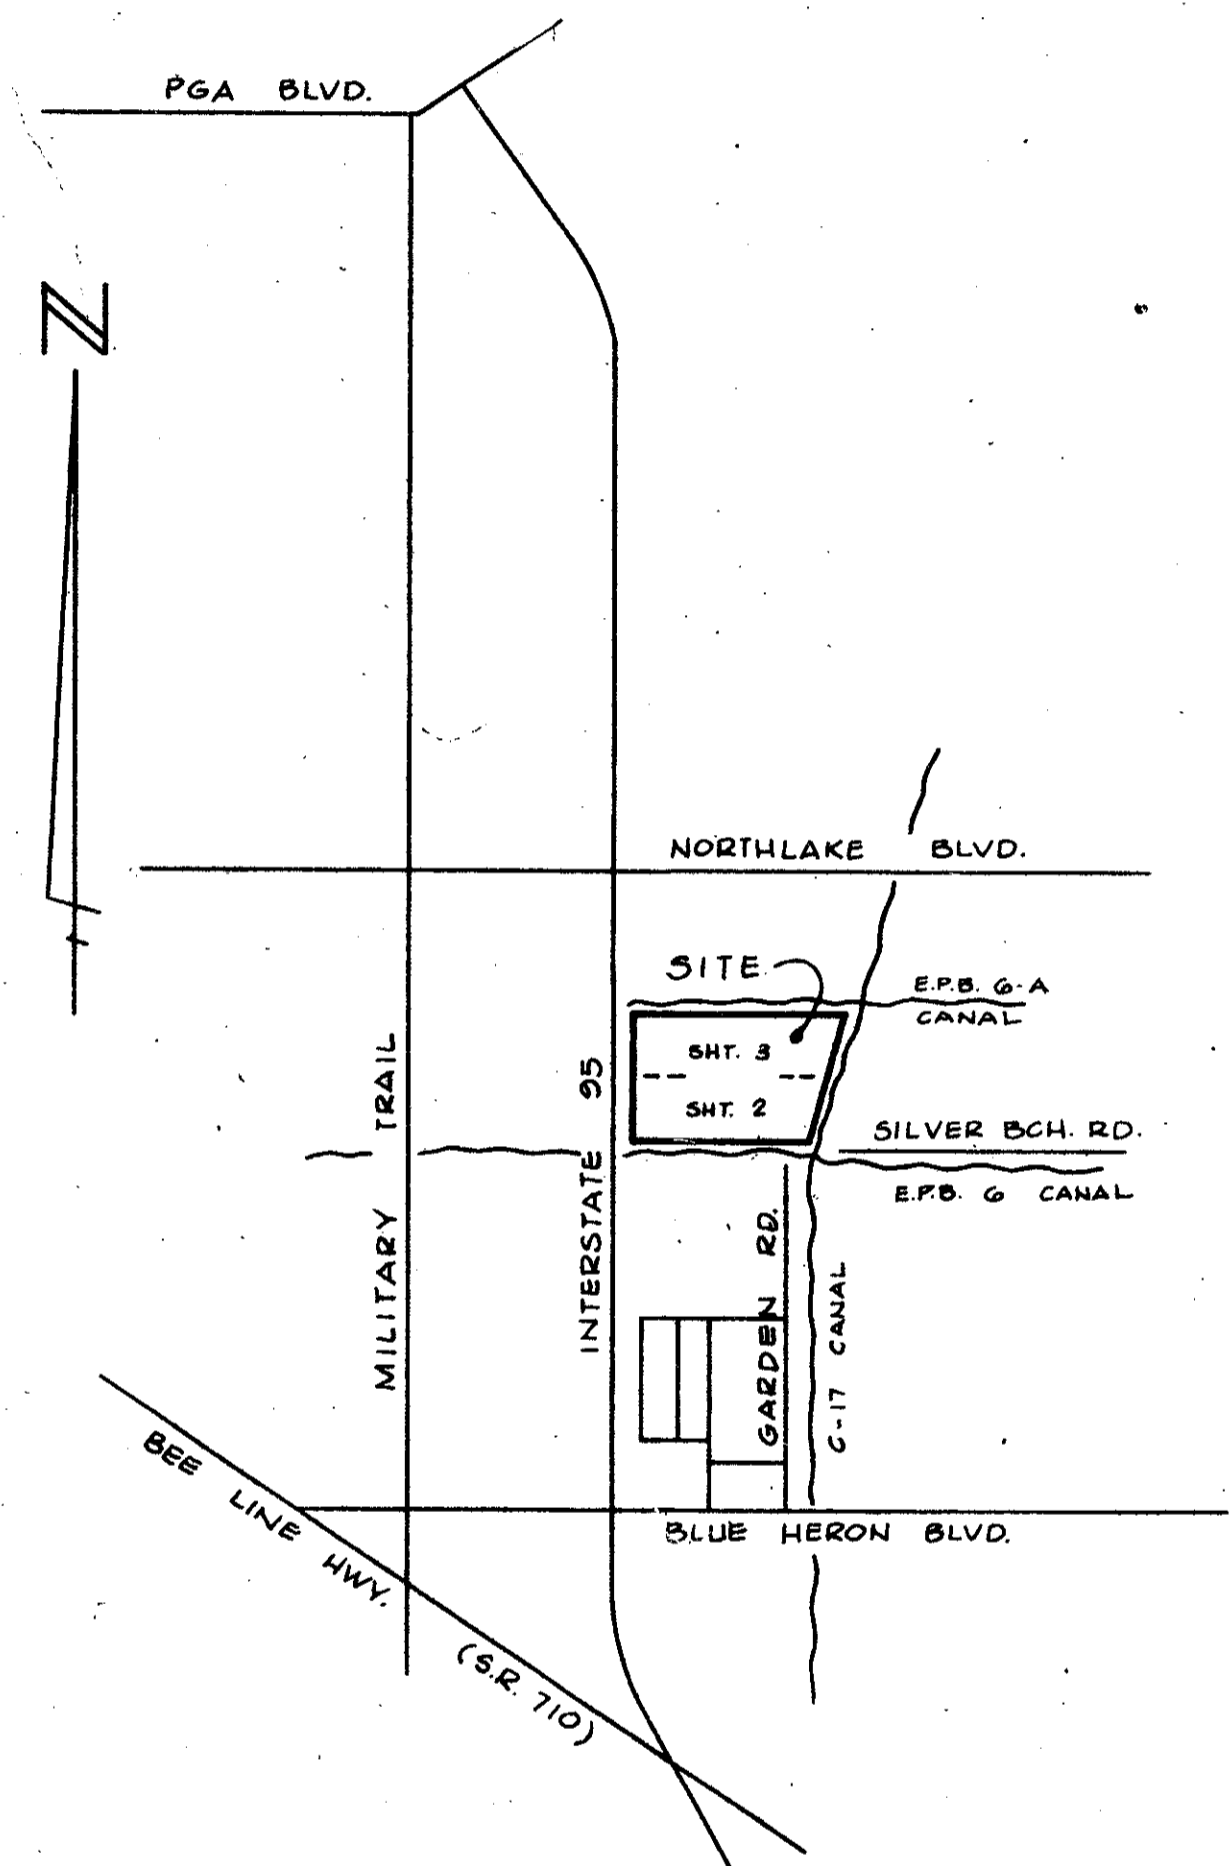 PGA BLVD.
N
NORTHLAKE BLVD.
SITE
E.P.B. 6-A
CANAL
SHT. 3
SHT. 2
MILITARY TRAIL
INTERSTATE 95
SILVER BCH. RD.
E.P.B. 6 CANAL
GARDEN RD.
C-17 CANAL
BLUE HERON BLVD.
BEE LINE HWY.
(S.R. 710)